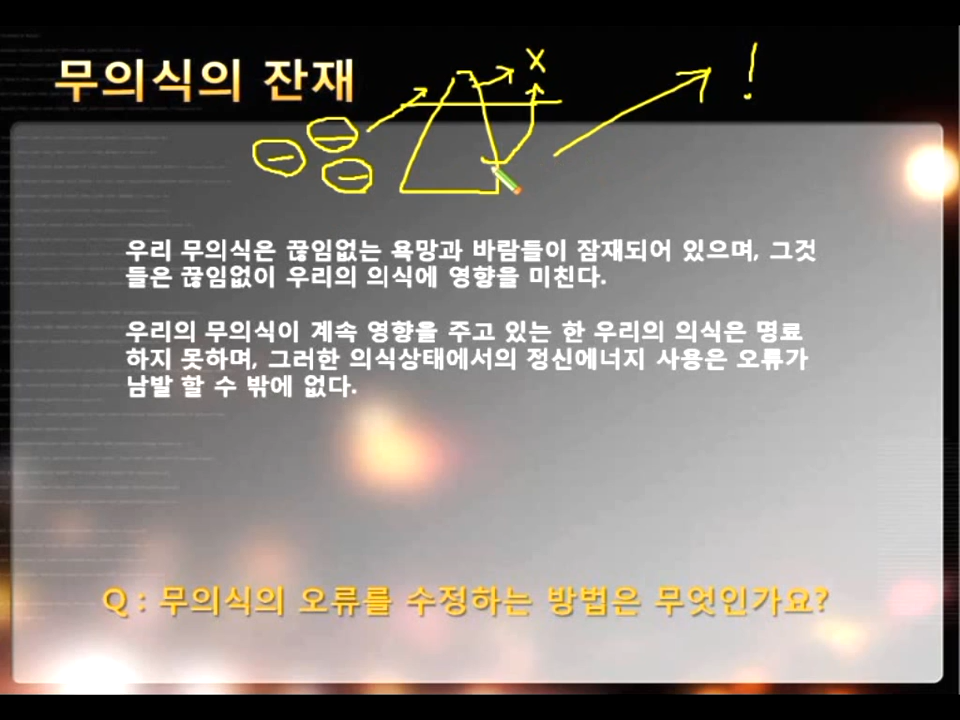 무의식의 잔재
X
!
우리 무의식은 끊임없는 욕망과 바람들이 잠재되어 있으며, 그것
들은 끊임없이 우리의 의식에 영향을 미친다.
우리의 무의식이 계속 영향을 주고 있는 한 우리의 의식은 명료
하지 못하며, 그러한 의식상태에서의 정신에너지 사용은 오류가
남발 할 수 밖에 없다.
Q : 무의식의 오류를 수정하는 방법은 무엇인가요?